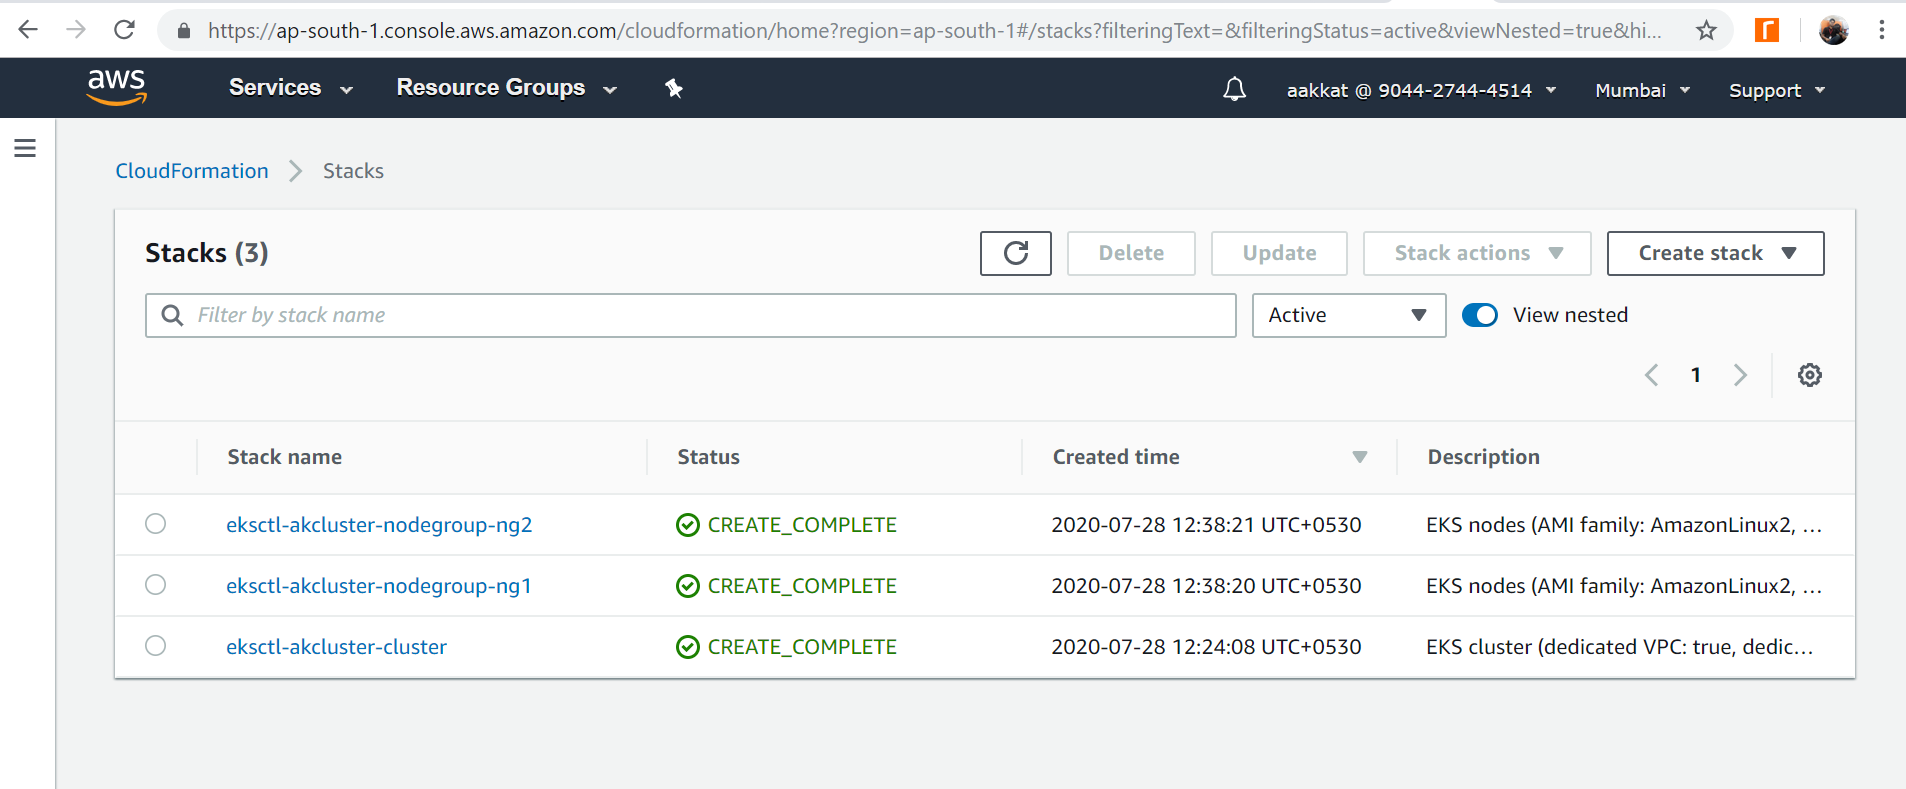 https://ap-south-1.console.aws.amazon.com/cloudformation/home?region=ap-south-1#/stacks?filteringText=&filteringStatus=active&viewNested=true&hi...
aws Services Resource Groups aakkat @ 9044-2744-4514 Mumbai Support
CloudFormation Stacks
Stacks (3) Delete Update Stack actions Create stack
Filter by stack name Active View nested
1
Stack name Status Created time Description
eksctl-akcluster-nodegroup-ng2 CREATE_COMPLETE 2020-07-28 12:38:21 UTC+0530 EKS nodes (AMI family: AmazonLinux2, ...
eksctl-akcluster-nodegroup-ng1 CREATE_COMPLETE 2020-07-28 12:38:20 UTC+0530 EKS nodes (AMI family: AmazonLinux2, ...
eksctl-akcluster-cluster CREATE_COMPLETE 2020-07-28 12:24:08 UTC+0530 EKS cluster (dedicated VPC: true, dedic...